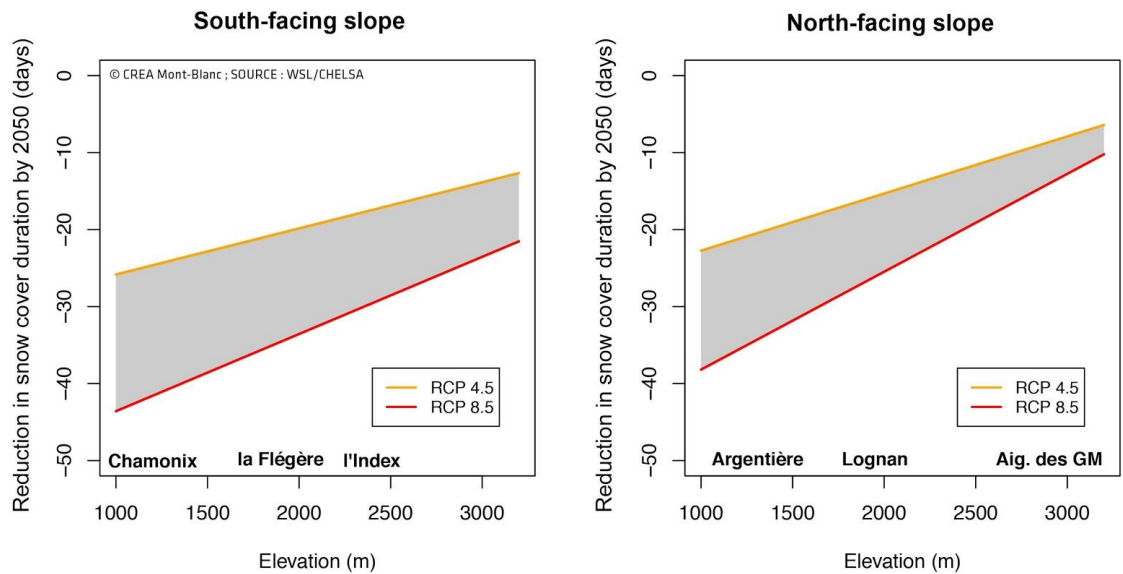 South-facing slope
Reduction in snow cover duration by 2050 (days)
© CREA Mont-Blanc ; SOURCE : WSL/CHELSA
0
−10
−20
−30
−40
−50
RCP 4.5
RCP 8.5
Chamonix la Flégère l'Index
1000 1500 2000 2500 3000
Elevation (m)
North-facing slope
Reduction in snow cover duration by 2050 (days)
0
−10
−20
−30
−40
−50
RCP 4.5
RCP 8.5
Argentière Lognan Aig. des GM
1000 1500 2000 2500 3000
Elevation (m)